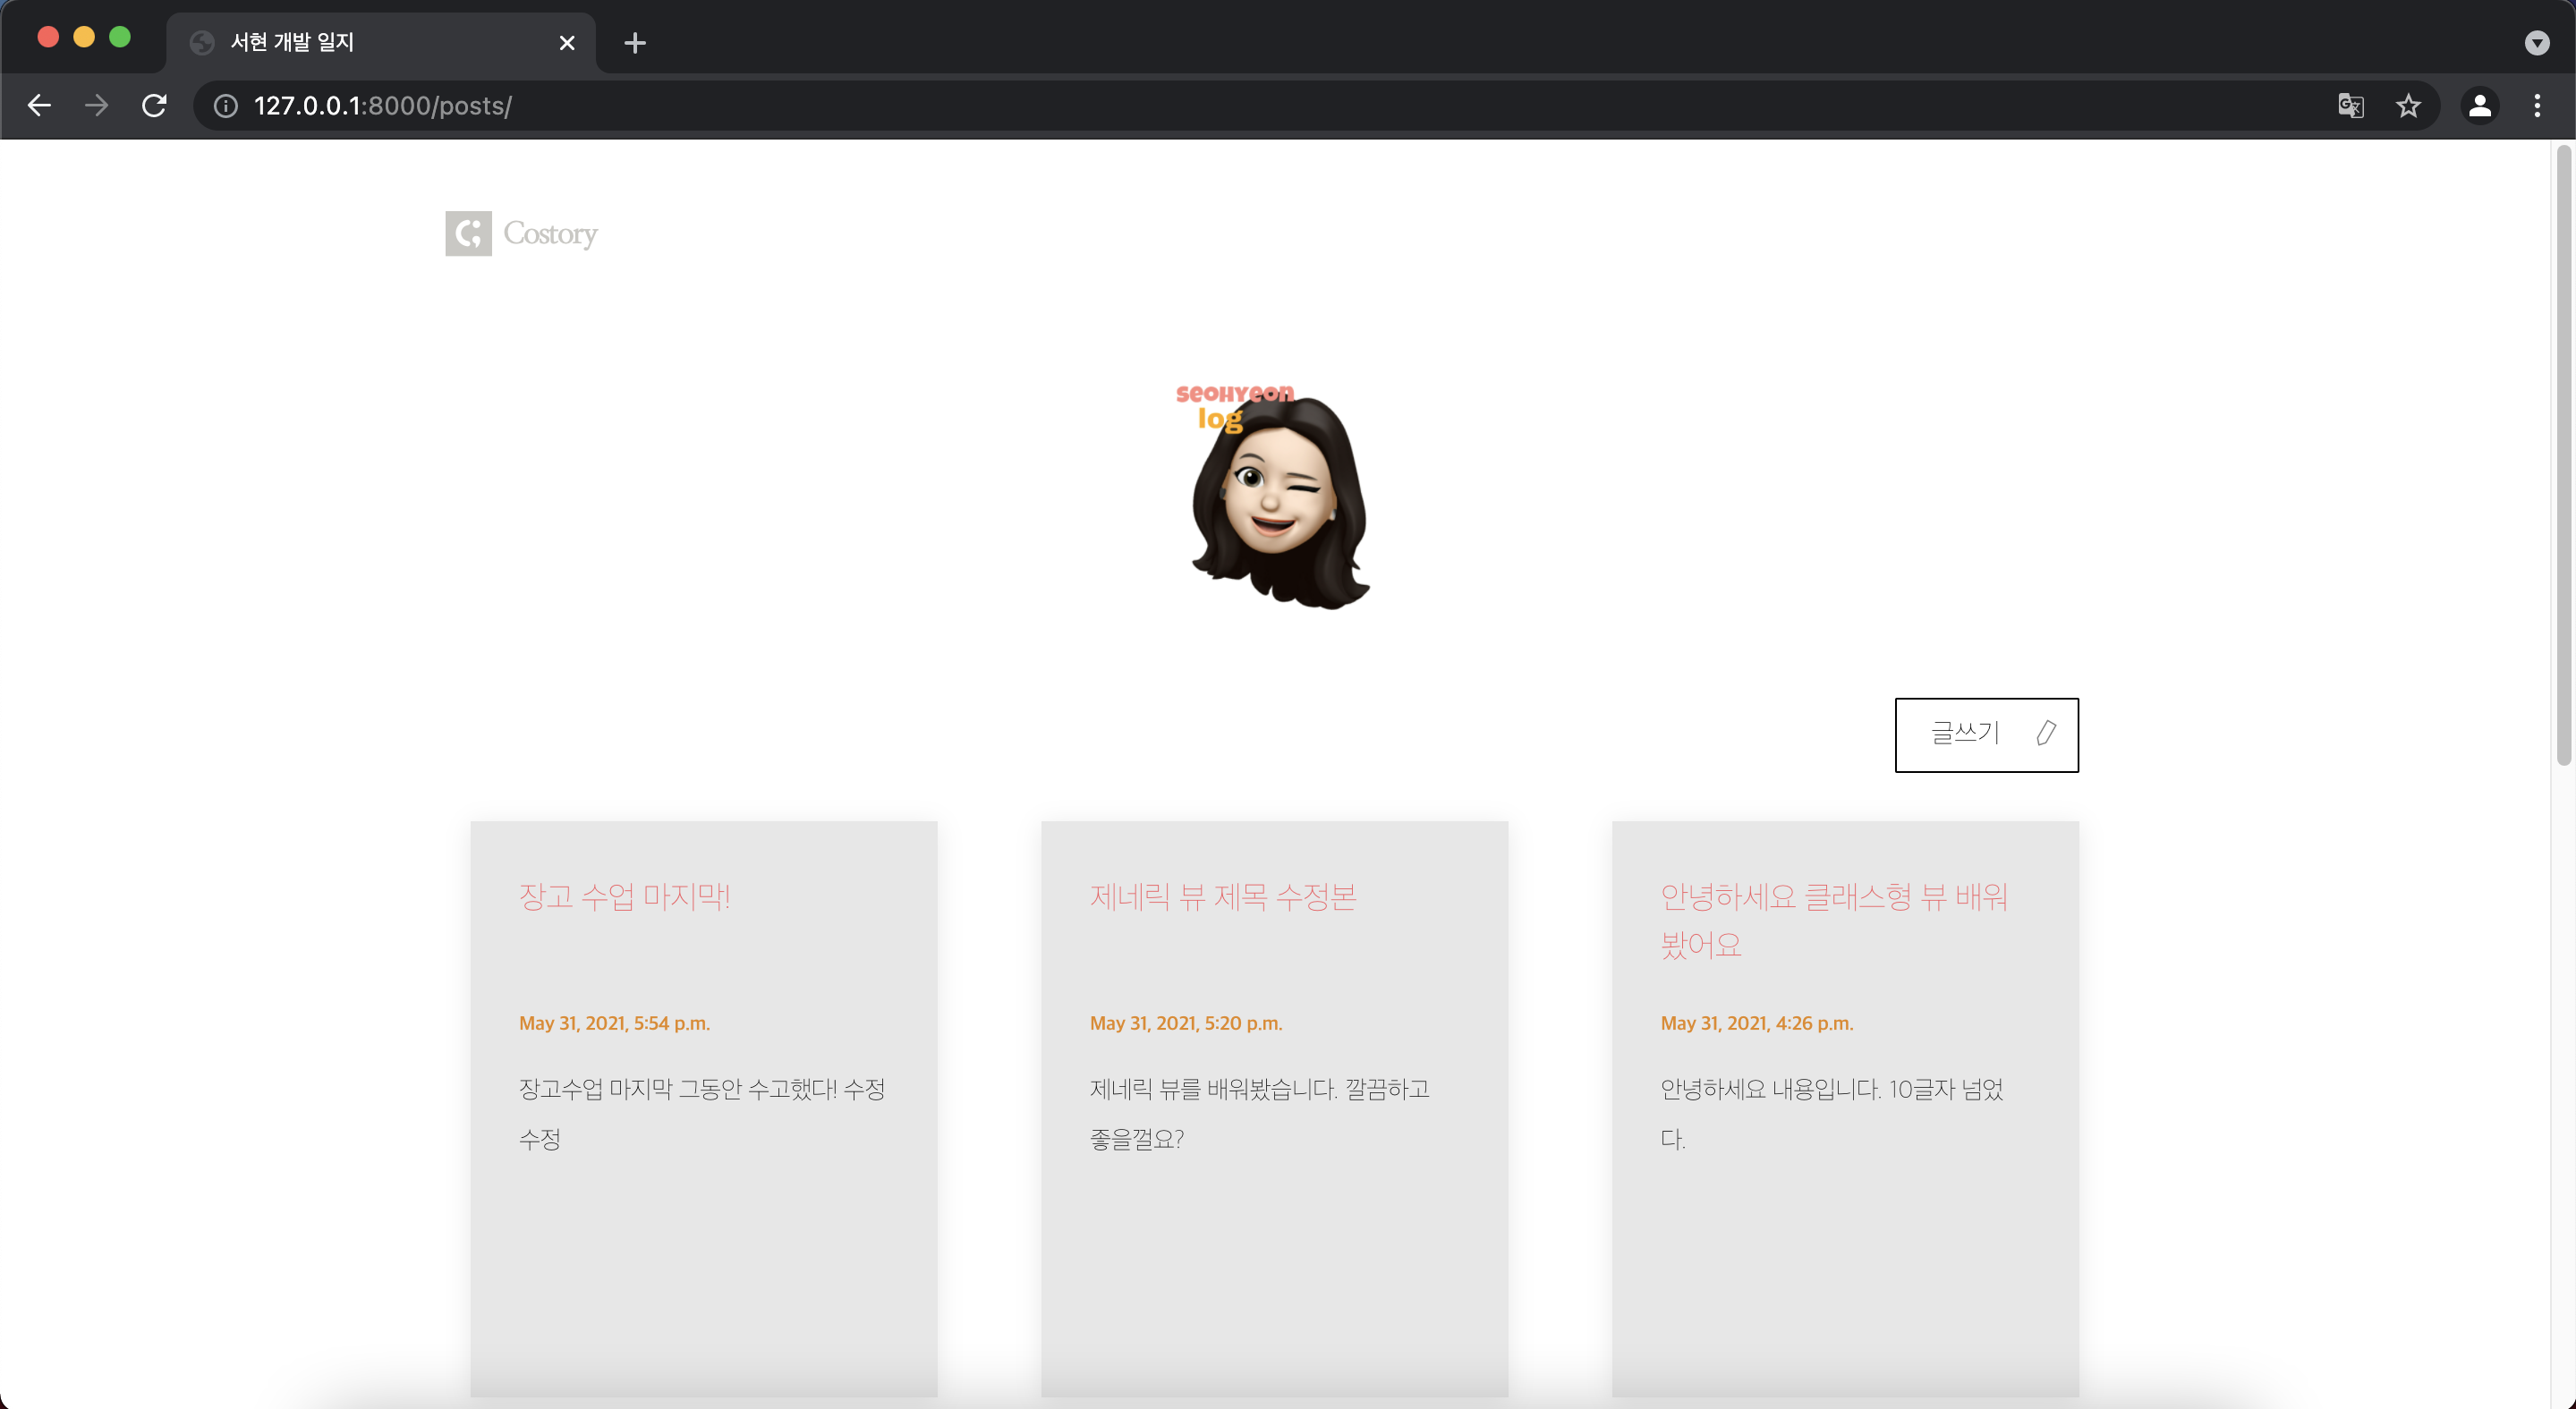 서현 개발 일지
127.0.0.1:8000/posts/
C; Costory
seoHyeon
log
글쓰기
장고 수업 마지막!
May 31, 2021, 5:54 p.m.
장고수업 마지막 그동안 수고했다! 수정
수정
제네릭 뷰 제목 수정본
May 31, 2021, 5:20 p.m.
제네릭 뷰를 배워봤습니다. 깔끔하고
좋을껄요?
안녕하세요 클래스형 뷰 배워
봤어요
May 31, 2021, 4:26 p.m.
안녕하세요 내용입니다. 10글자 넘었
다.